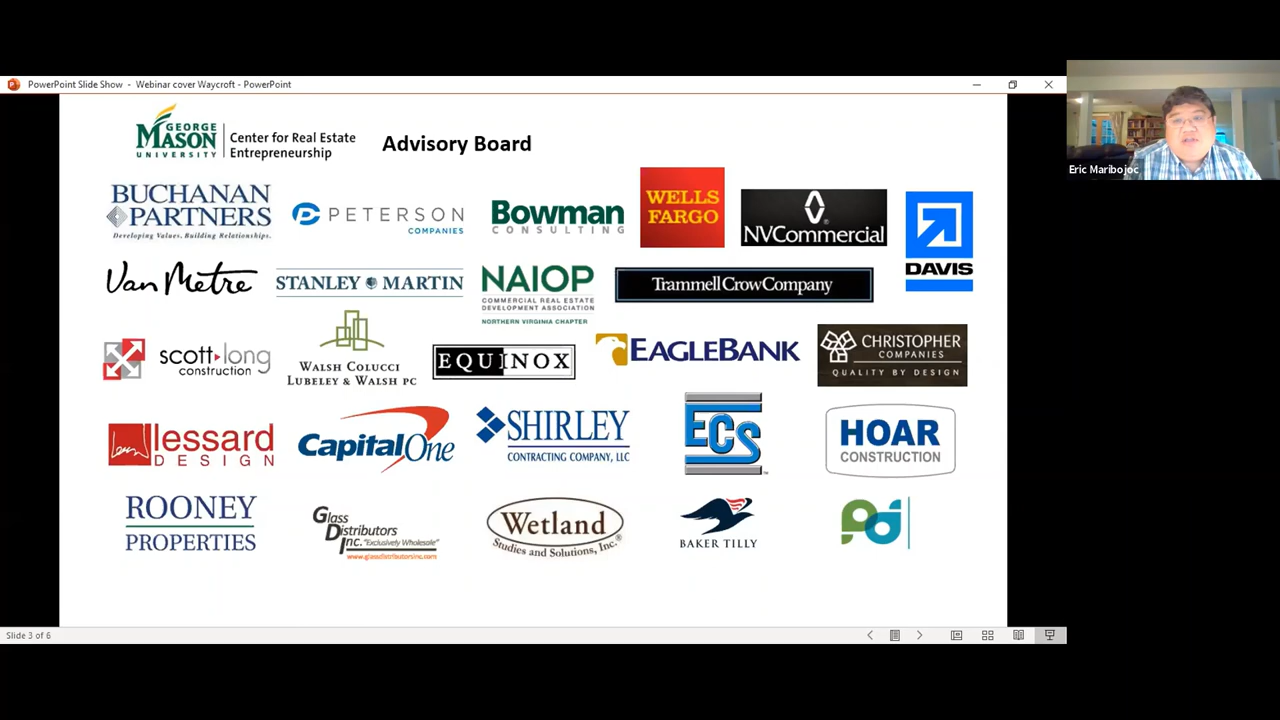 PowerPoint Slide Show - Webinar cover Waycroft - PowerPoint
GEORGE
MASON
UNIVERSITY
Center for Real Estate
Entrepreneurship
Advisory Board
Eric Maribojoc
BUCHANAN
PARTNERS
Developing Values. Building Relationships.
PETERSON
COMPANIES
Bowman
CONSULTING
WELLS
FARGO
NVCommercial
DAVIS
Van Metre
STANLEY MARTIN
NAIOP
COMMERCIAL REAL ESTATE
DEVELOPMENT ASSOCIATION
NORTHERN VIRGINIA CHAPTER
TrammellCrowCompany
scott-long
construction
WALSH COLUCCI
LUBELEY & WALSH PC
EQUINOX
EAGLEBANK
CHRISTOPHER
COMPANIES
QUALITY BY DESIGN
lessard
DESIGN
CapitalOne
SHIRLEY
CONTRACTING COMPANY, LLC
ECS
HOAR
CONSTRUCTION
ROONEY
PROPERTIES
Glass
Distributors
Inc. "Exclusively Wholesale"
www.glassdistributorsinc.com
Wetland
Studies and Solutions, Inc.®
BAKER TILLY
pd
Slide 3 of 6